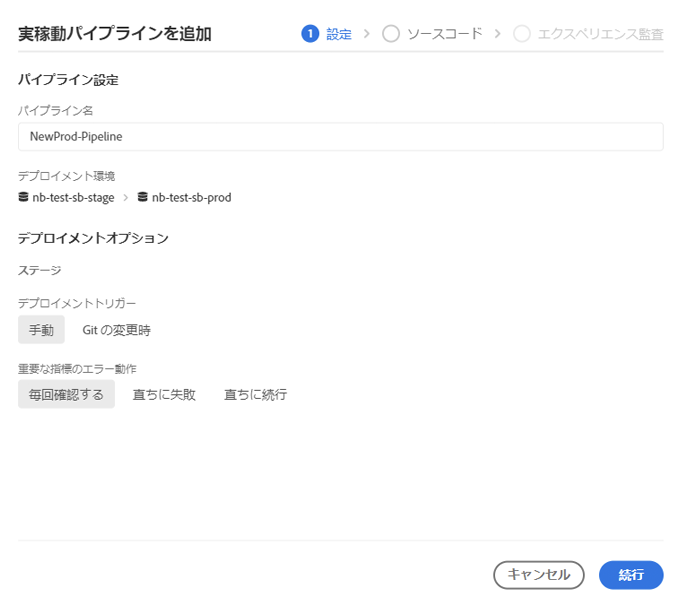 実稼動パイプラインを追加
1 設定 > ソースコード > エクスペリエンス監査
パイプライン設定
パイプライン名
NewProd-Pipeline
デプロイメント環境
nb-test-sb-stage > nb-test-sb-prod
デプロイメントオプション
ステージ
デプロイメントトリガー
手動 Git の変更時
重要な指標のエラー動作
毎回確認する 直ちに失敗 直ちに続行
キャンセル 続行